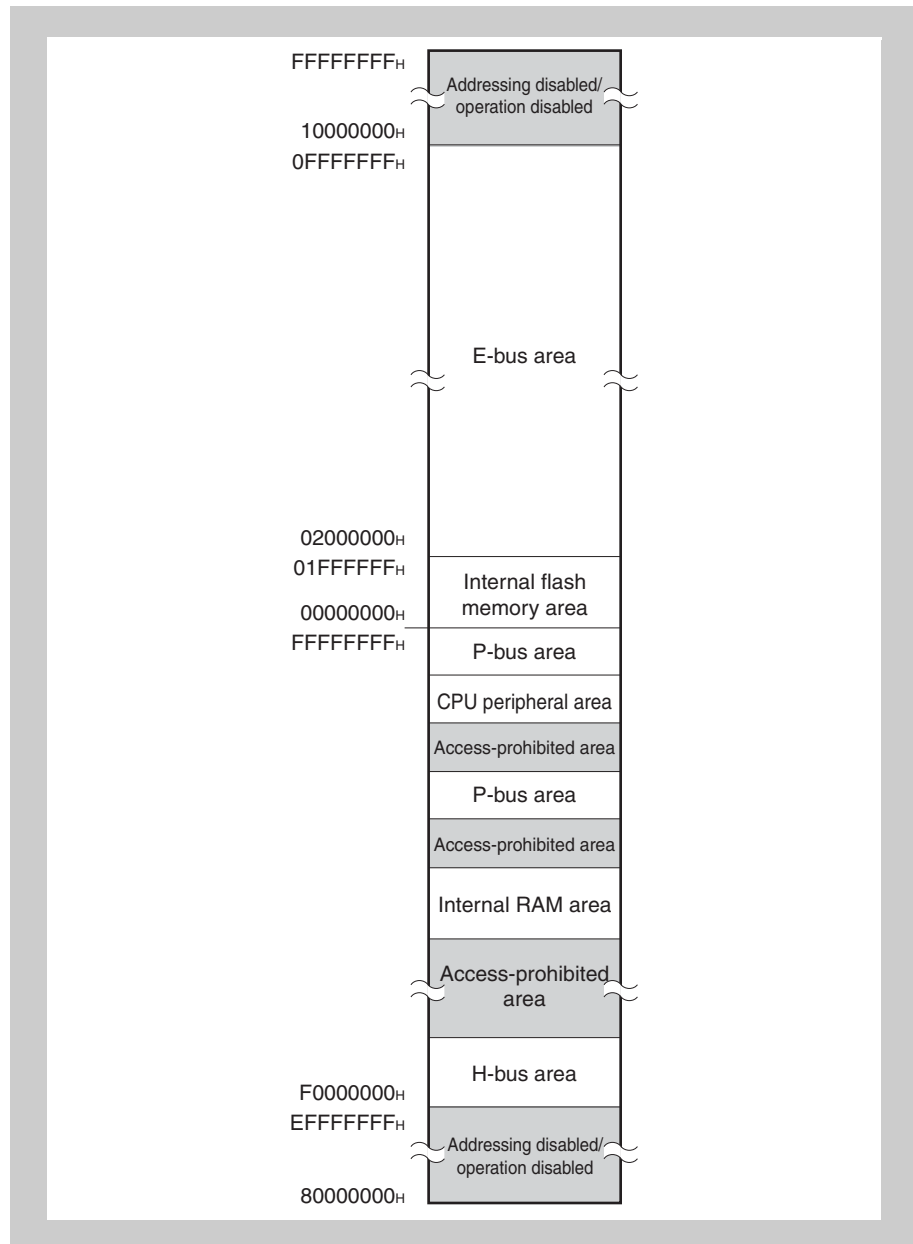 FFFFFFFFH
Addressing disabled/
operation disabled
10000000H
0FFFFFFFH
E-bus area
02000000H
01FFFFFFH
Internal flash
memory area
00000000H
FFFFFFFFH
P-bus area
CPU peripheral area
Access-prohibited area
P-bus area
Access-prohibited area
Internal RAM area
Access-prohibited
area
H-bus area
F0000000H
EFFFFFFFH
Addressing disabled/
operation disabled
80000000H